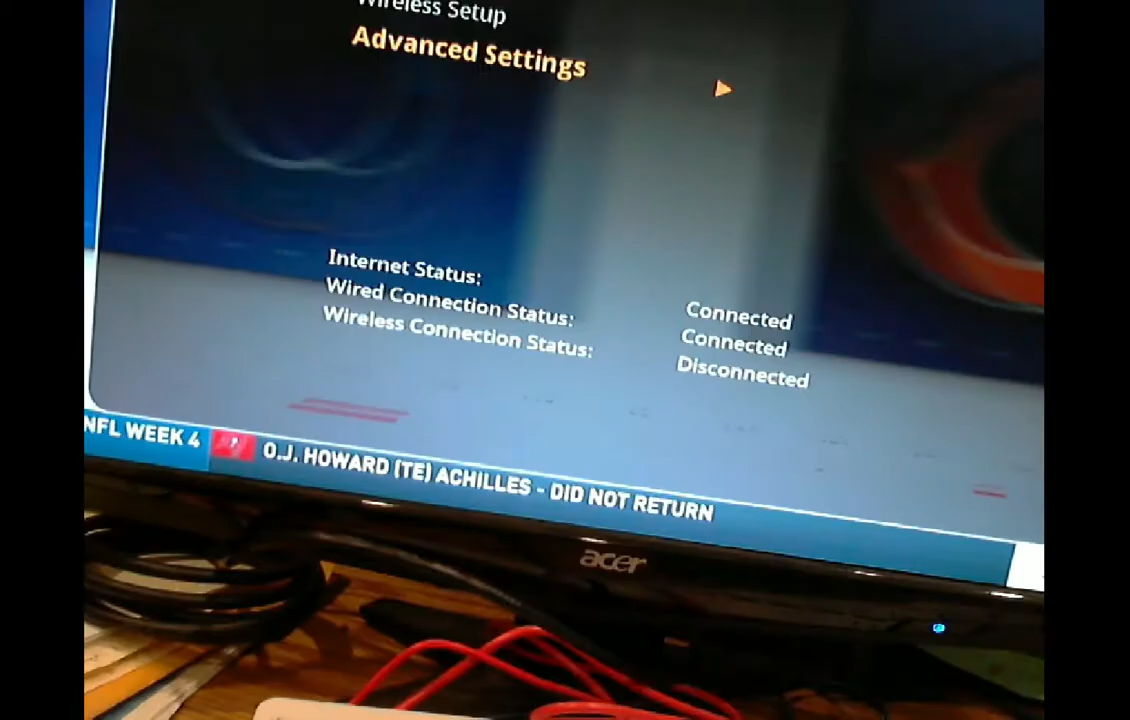 Wireless Setup
Advanced Settings
Internet Status: Connected
Wired Connection Status: Connected
Wireless Connection Status: Disconnected
NFL WEEK 4 O.J. HOWARD (TE) ACHILLES - DID NOT RETURN
acer